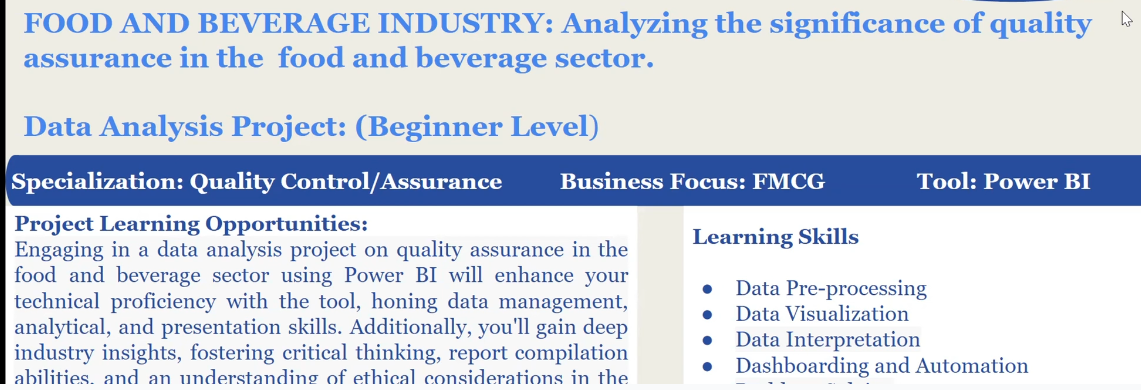 FOOD AND BEVERAGE INDUSTRY: Analyzing the significance of quality
assurance in the  food and beverage sector.
Data Analysis Project: (Beginner Level)
Specialization: Quality Control/Assurance
Business Focus: FMCG
Tool: Power BI
Project Learning Opportunities:
Engaging in a data analysis project on quality assurance in the
food and beverage sector using Power BI will enhance your
technical proficiency with the tool, honing data management,
analytical, and presentation skills. Additionally, you'll gain deep
industry insights, fostering critical thinking, report compilation
abilities, and an understanding of ethical considerations in the
Learning Skills
● Data Pre-processing
● Data Visualization
● Data Interpretation
● Dashboarding and Automation